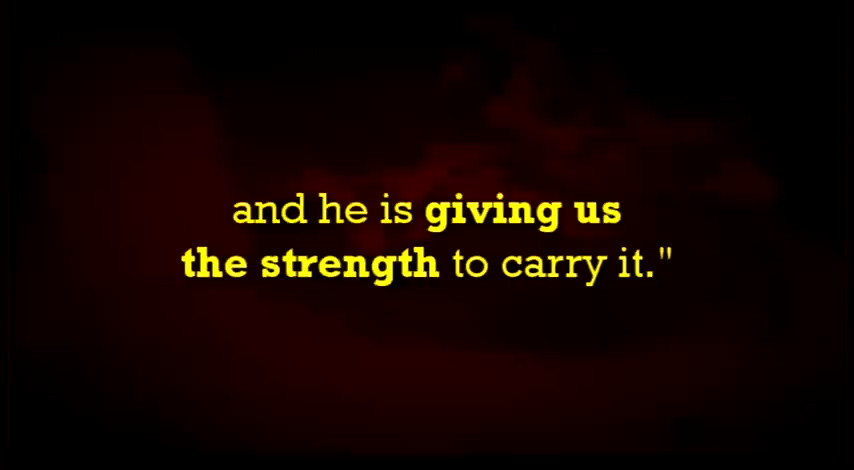 and he is giving us
the strength to carry it."